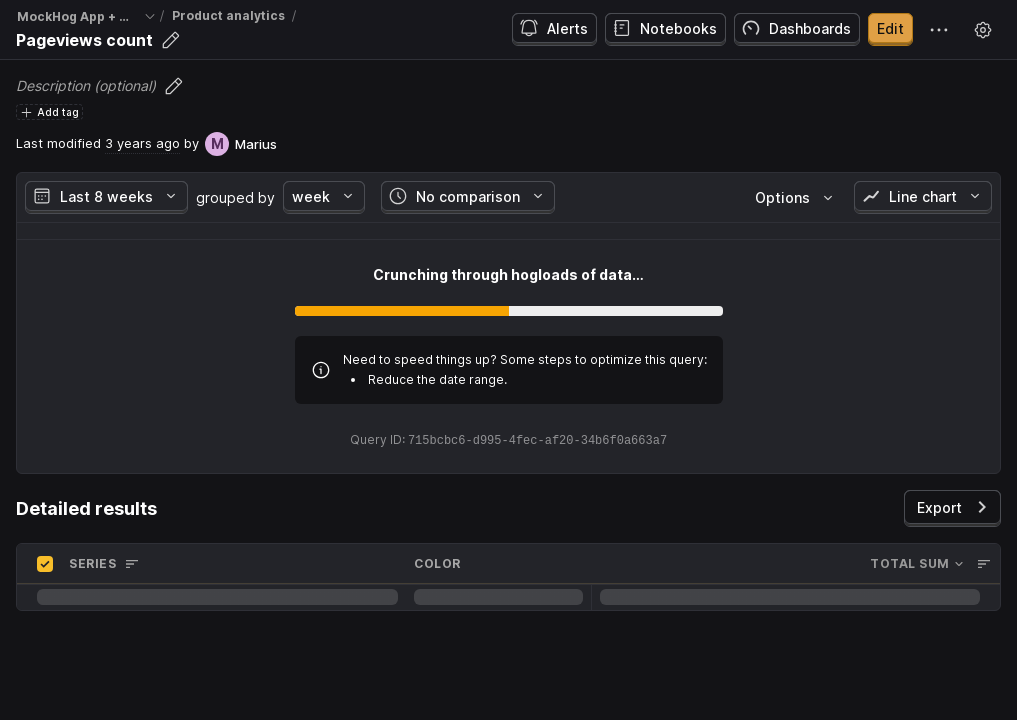 MockHog App + ... / Product analytics /
Pageviews count
Alerts
Notebooks
Dashboards
Edit
Description (optional)
Add tag
Last modified 3 years ago by M Marius
Last 8 weeks grouped by week No comparison Options Line chart
Crunching through hogloads of data...
Need to speed things up? Some steps to optimize this query:
• Reduce the date range.
Query ID: 715bcbc6-d995-4fec-af20-34b6f0a663a7
Detailed results
Export
SERIES COLOR TOTAL SUM